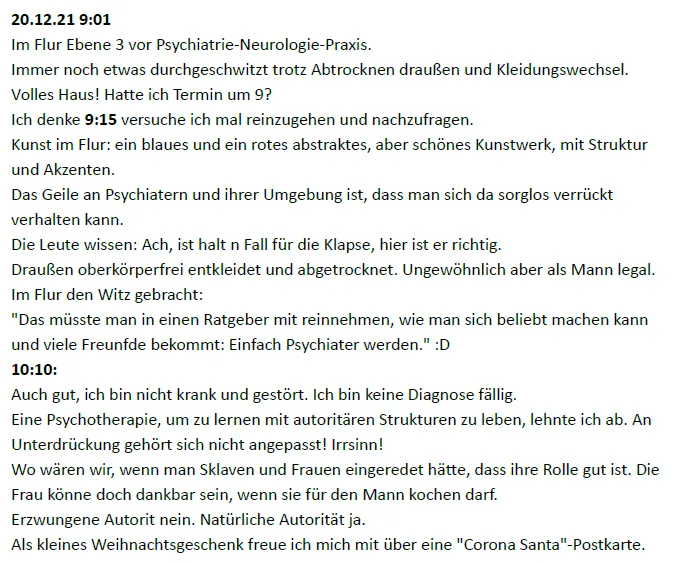 20.12.21 9:01
Im Flur Ebene 3 vor Psychiatrie-Neurologie-Praxis.
Immer noch etwas durchgeschwitzt trotz Abtrocknen draußen und Kleidungswechsel.
Volles Haus! Hatte ich Termin um 9?
Ich denke 9:15 versuche ich mal reinzugehen und nachzufragen.
Kunst im Flur: ein blaues und ein rotes abstraktes, aber schönes Kunstwerk, mit Struktur
und Akzenten.
Das Geile an Psychiatern und ihrer Umgebung ist, dass man sich da sorglos verrückt
verhalten kann.
Die Leute wissen: Ach, ist halt n Fall für die Klapse, hier ist er richtig.
Draußen oberkörperfrei entkleidet und abgetrocknet. Ungewöhnlich aber als Mann legal.
Im Flur den Witz gebracht:
"Das müsste man in einen Ratgeber mit reinnehmen, wie man sich beliebt machen kann
und viele Freunfde bekommt: Einfach Psychiater werden." :D
10:10:
Auch gut, ich bin nicht krank und gestört. Ich bin keine Diagnose fällig.
Eine Psychotherapie, um zu lernen mit autoritären Strukturen zu leben, lehnte ich ab. An
Unterdrückung gehört sich nicht angepasst! Irrsinn!
Wo wären wir, wenn man Sklaven und Frauen eingeredet hätte, dass ihre Rolle gut ist. Die
Frau könne doch dankbar sein, wenn sie für den Mann kochen darf.
Erzwungene Autorit nein. Natürliche Autorität ja.
Als kleines Weihnachtsgeschenk freue ich mich mit über eine "Corona Santa"-Postkarte.